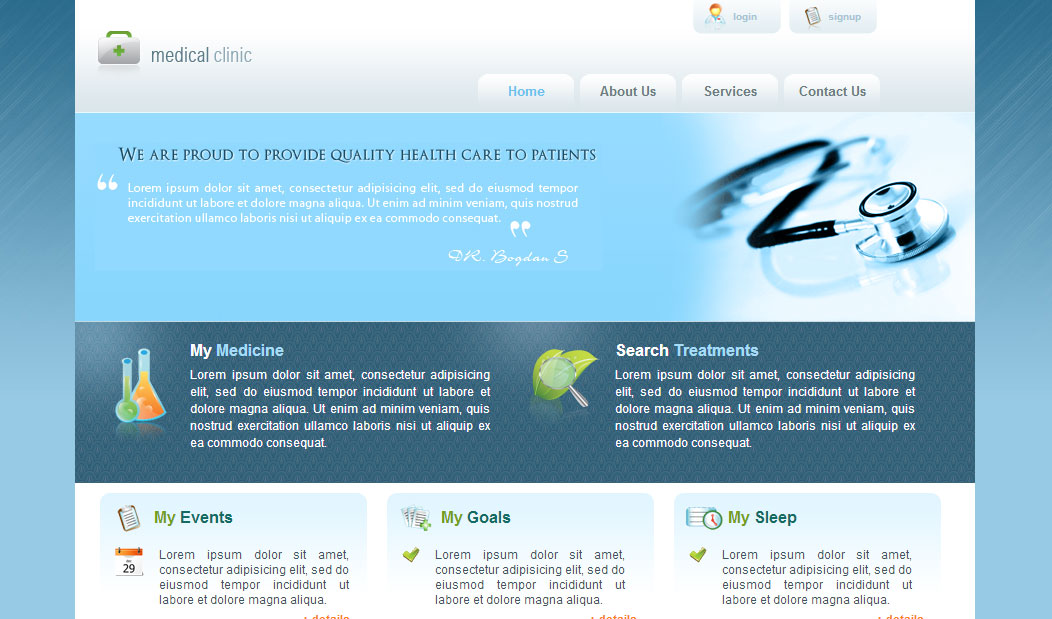 login
signup
medical clinic
Home
About Us
Services
Contact Us
WE ARE PROUD TO PROVIDE QUALITY HEALTH CARE TO PATIENTS
“ Lorem ipsum dolor sit amet, consectetur adipisicing elit, sed do eiusmod tempor
incididunt ut labore et dolore magna aliqua. Ut enim ad minim veniam, quis nostrud
exercitation ullamco laboris nisi ut aliquip ex ea commodo consequat. ”
DR. Bogdan S
My Medicine
Lorem ipsum dolor sit amet, consectetur adipisicing
elit, sed do eiusmod tempor incididunt ut labore et
dolore magna aliqua. Ut enim ad minim veniam, quis
nostrud exercitation ullamco laboris nisi ut aliquip ex
ea commodo consequat.
Search Treatments
Lorem ipsum dolor sit amet, consectetur adipisicing
elit, sed do eiusmod tempor incididunt ut labore et
dolore magna aliqua. Ut enim ad minim veniam, quis
nostrud exercitation ullamco laboris nisi ut aliquip ex
ea commodo consequat.
My Events
29
Lorem ipsum dolor sit amet,
consectetur adipisicing elit, sed do
eiusmod tempor incididunt ut
labore et dolore magna aliqua.
details
My Goals
Lorem ipsum dolor sit amet,
consectetur adipisicing elit, sed do
eiusmod tempor incididunt ut
labore et dolore magna aliqua.
details
My Sleep
Lorem ipsum dolor sit amet,
consectetur adipisicing elit, sed do
eiusmod tempor incididunt ut
labore et dolore magna aliqua.
details